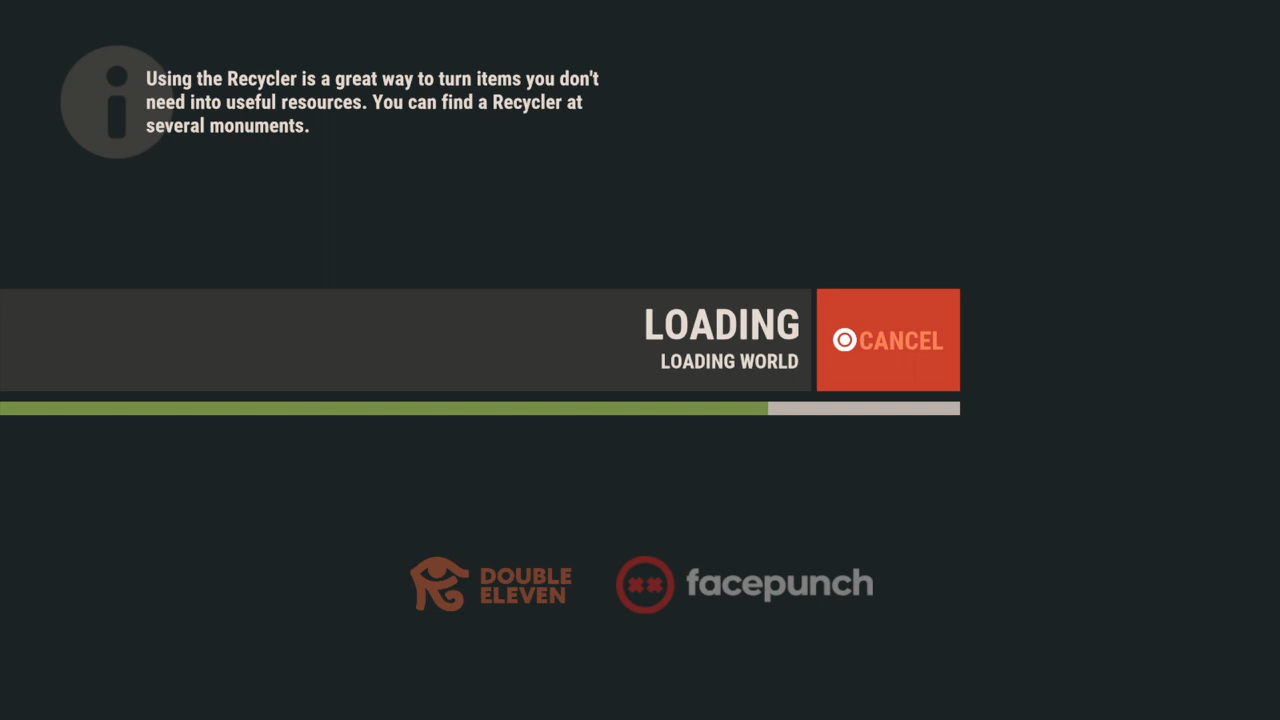 Using the Recycler is a great way to turn items you don't
need into useful resources. You can find a Recycler at
several monuments.
LOADING
LOADING WORLD
CANCEL
DOUBLE
ELEVEN
facepunch